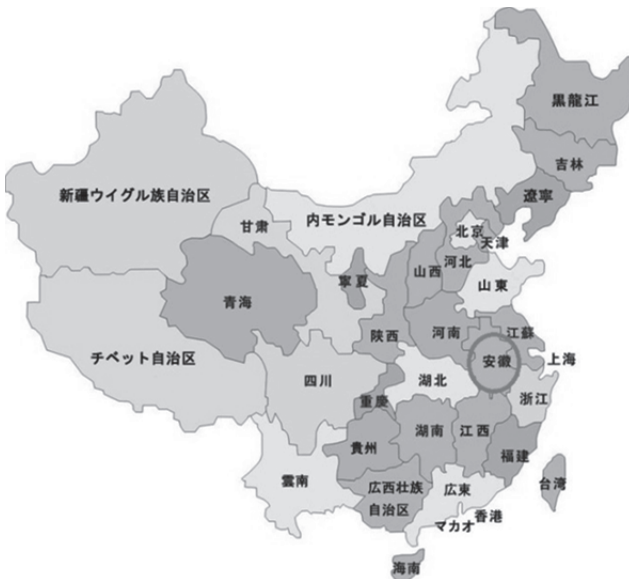 黒龍江
吉林
遼寧
新疆ウイグル族自治区
内モンゴル自治区
甘肃
北京
天津
河北
山西
山東
寧夏
青海
陕西
河南
江蘇
チベット自治区
安徽
上海
四川
湖北
浙江
重慶
湖南
江西
貴州
福建
雲南
広西壮族
自治区
広東
台湾
香港
マカオ
海南